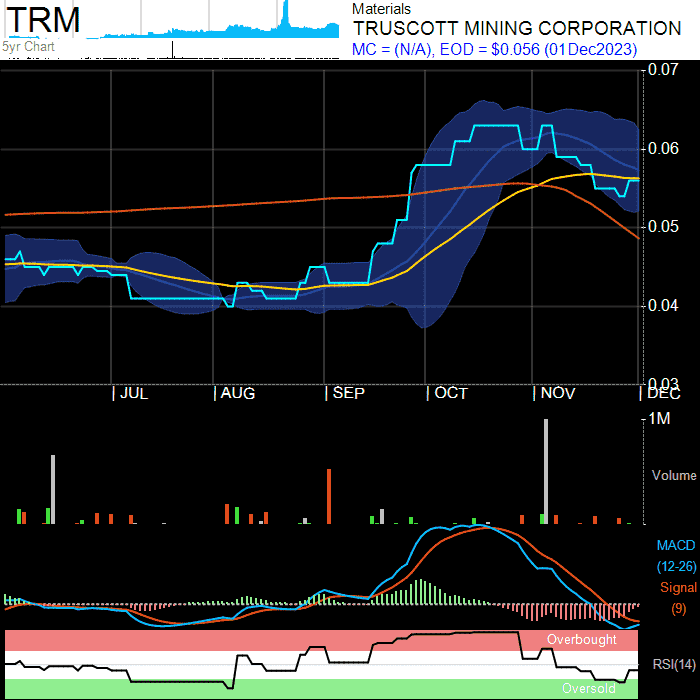 TRM
Materials
TRUSCOTT MINING CORPORATION
5yr Chart
MC = (N/A), EOD = $0.056 (01Dec2023)
0.07
0.06
0.05
0.04
0.03
JUL AUG SEP OCT NOV DEC
1M
Volume
MACD
(12-26)
Signal
(9)
Overbought
RSI(14)
Oversold